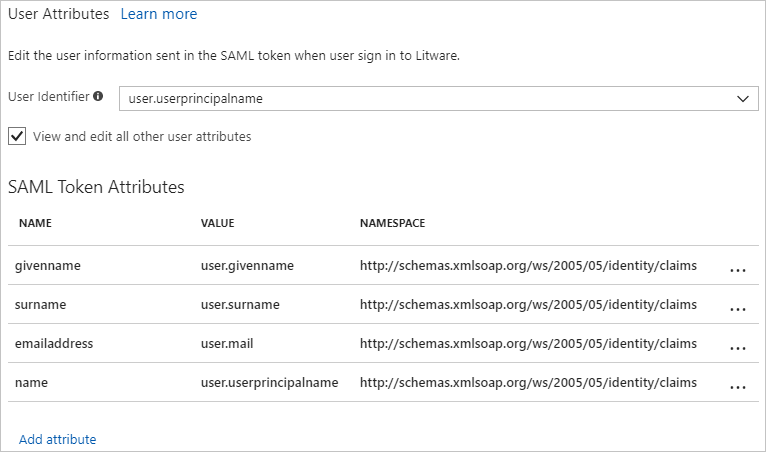 User Attributes Learn more
Edit the user information sent in the SAML token when user sign in to Litware.
User Identifier user.userprincipalname
View and edit all other user attributes
SAML Token Attributes
NAME VALUE NAMESPACE
givenname user.givenname http://schemas.xmlsoap.org/ws/2005/05/identity/claims ...
surname user.surname http://schemas.xmlsoap.org/ws/2005/05/identity/claims ...
emailaddress user.mail http://schemas.xmlsoap.org/ws/2005/05/identity/claims ...
name user.userprincipalname http://schemas.xmlsoap.org/ws/2005/05/identity/claims ...
Add attribute